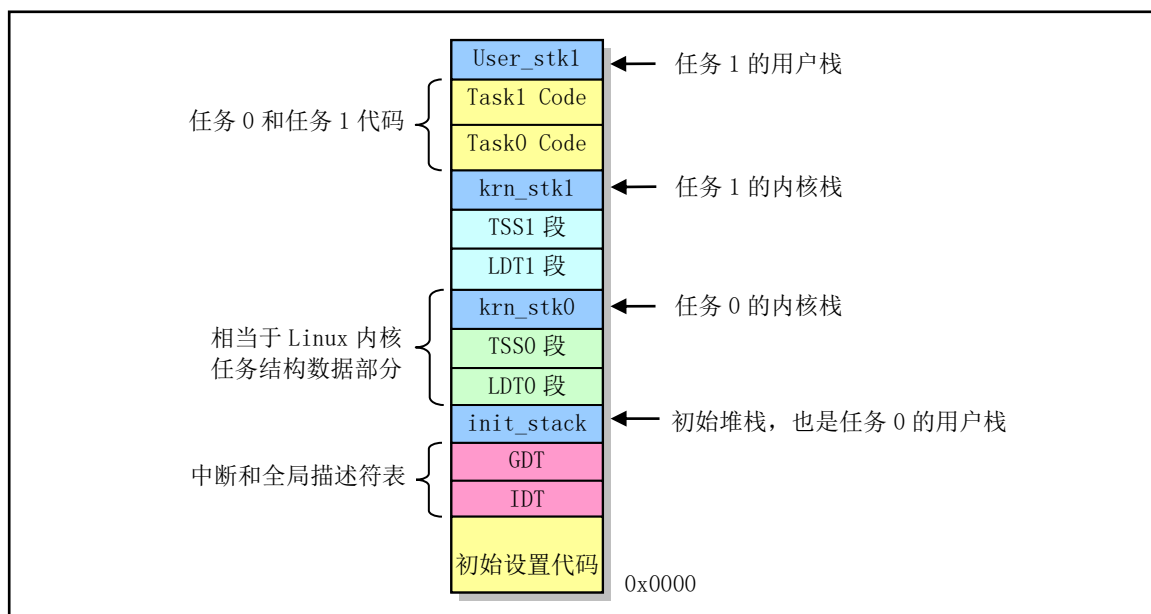 User_stk1
任务 1 的用户栈
Task1 Code
任务 0 和任务 1 代码
Task0 Code
krn_stk1
任务 1 的内核栈
TSS1 段
LDT1 段
krn_stk0
任务 0 的内核栈
相当于 Linux 内核
任务结构数据部分
TSS0 段
LDT0 段
init_stack
初始堆栈，也是任务 0 的用户栈
GDT
中断和全局描述符表
IDT
初始设置代码
0x0000